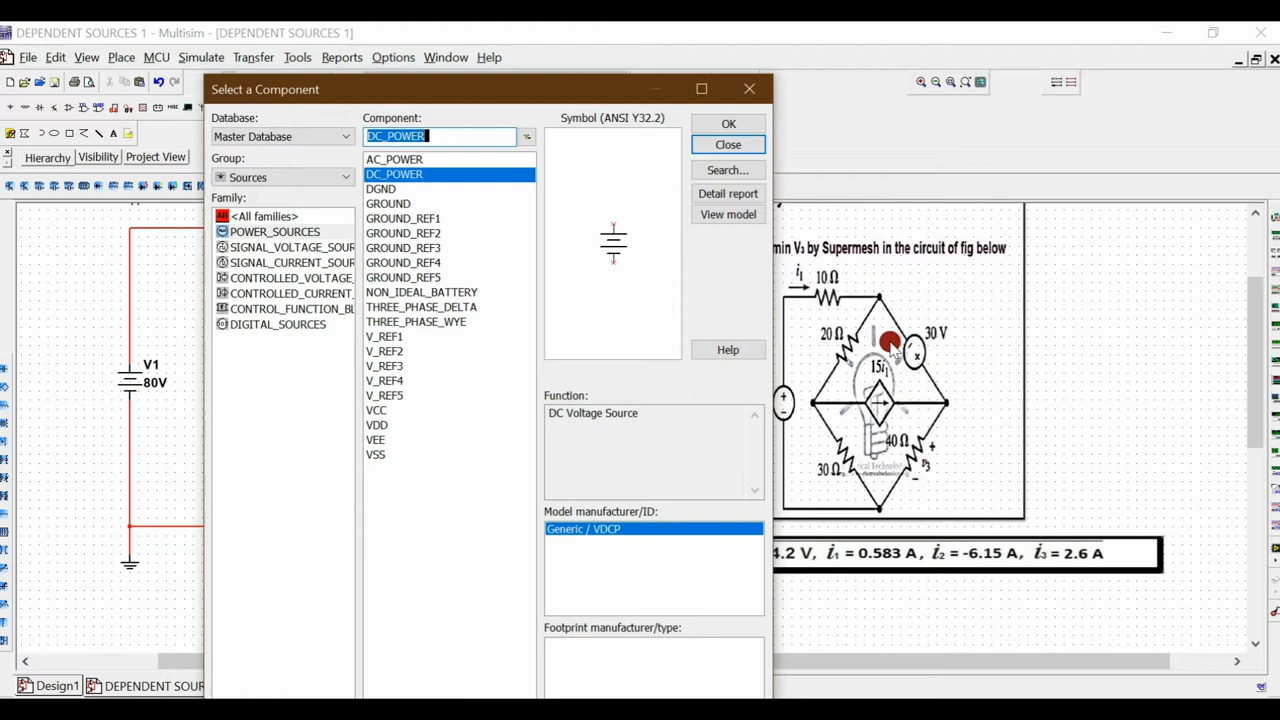 DEPENDENT SOURCES 1 - Multisim - [DEPENDENT SOURCES 1]
File Edit View Place MCU Simulate Transfer Tools Reports Options Window Help
Select a Component
Database:
Master Database
Group:
Sources
Family:
<All families>
POWER_SOURCES
SIGNAL_VOLTAGE_SOUR
SIGNAL_CURRENT_SOUR
CONTROLLED_VOLTAGE_
CONTROLLED_CURRENT_
CONTROL_FUNCTION_BL
DIGITAL_SOURCES
Component:
DC_POWER
AC_POWER
DC_POWER
DGND
GROUND
GROUND_REF1
GROUND_REF2
GROUND_REF3
GROUND_REF4
GROUND_REF5
NON_IDEAL_BATTERY
THREE_PHASE_DELTA
THREE_PHASE_WYE
V_REF1
V_REF2
V_REF3
V_REF4
V_REF5
VCC
VDD
VEE
VSS
Symbol (ANSI Y32.2)
OK
Close
Search...
Detail report
View model
Help
Function:
DC Voltage Source
Model manufacturer/ID:
Generic / VDCP
Footprint manufacturer/type:
Hierarchy Visibility Project View
V1
80V
min V3 by Supermesh in the circuit of fig below
i1
10 Ω
20 Ω
30 V
15i1
40 Ω
30 Ω
4.2 V, i1 = 0.583 A, i2 = -6.15 A, i3 = 2.6 A
Design1 DEPENDENT SOUR